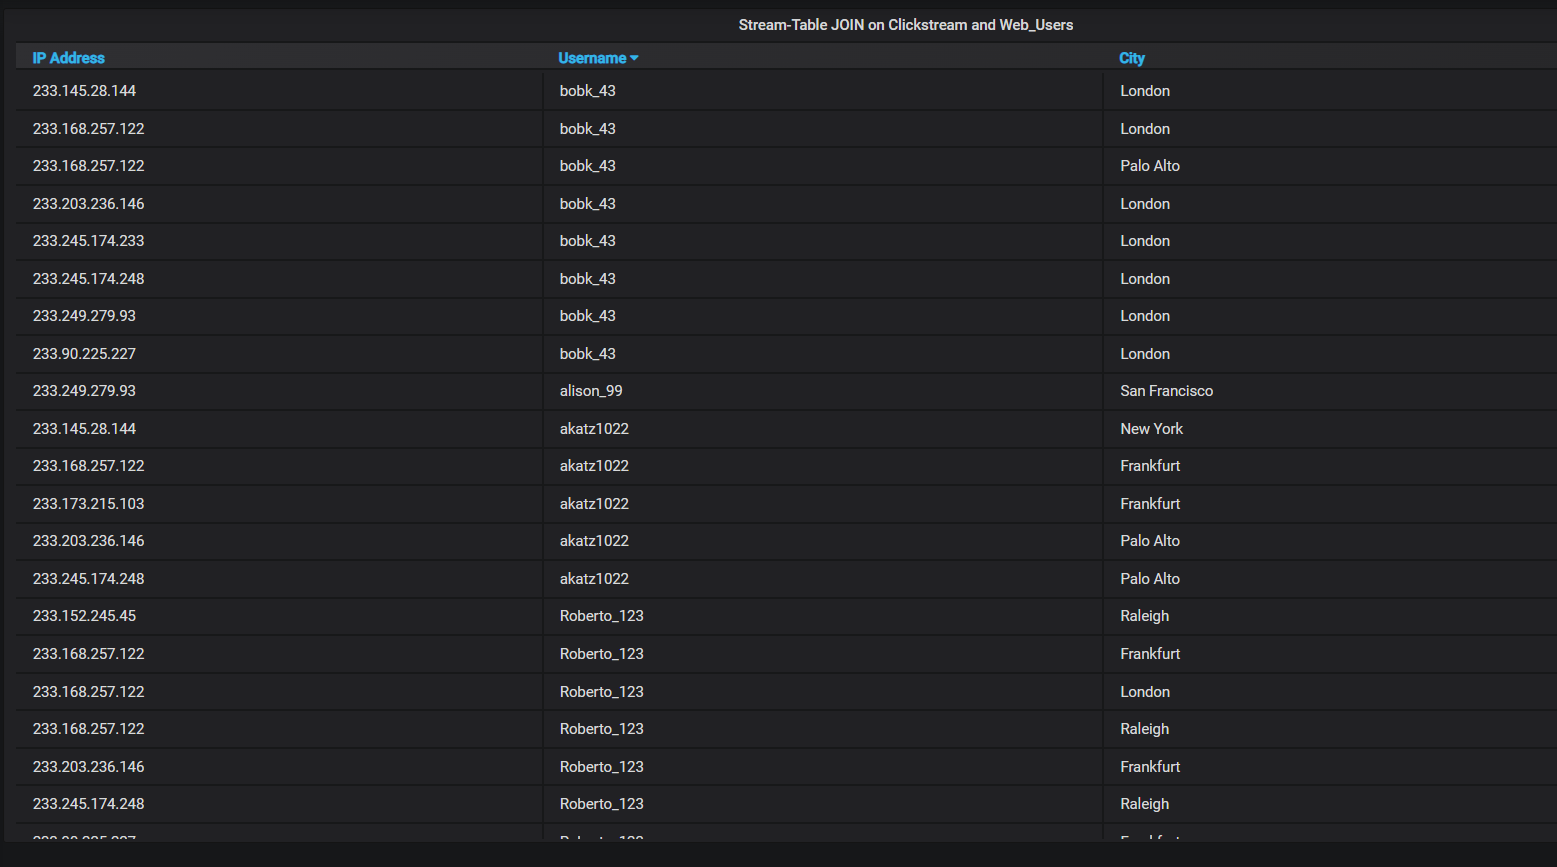 Stream-Table JOIN on Clickstream and Web_Users
IP Address Username City
233.145.28.144 bobk_43 London
233.168.257.122 bobk_43 London
233.168.257.122 bobk_43 Palo Alto
233.203.236.146 bobk_43 London
233.245.174.233 bobk_43 London
233.245.174.248 bobk_43 London
233.249.279.93 bobk_43 London
233.90.225.227 bobk_43 London
233.249.279.93 alison_99 San Francisco
233.145.28.144 akatz1022 New York
233.168.257.122 akatz1022 Frankfurt
233.173.215.103 akatz1022 Frankfurt
233.203.236.146 akatz1022 Palo Alto
233.245.174.248 akatz1022 Palo Alto
233.152.245.45 Roberto_123 Raleigh
233.168.257.122 Roberto_123 Frankfurt
233.168.257.122 Roberto_123 London
233.168.257.122 Roberto_123 Raleigh
233.203.236.146 Roberto_123 Frankfurt
233.245.174.248 Roberto_123 Raleigh